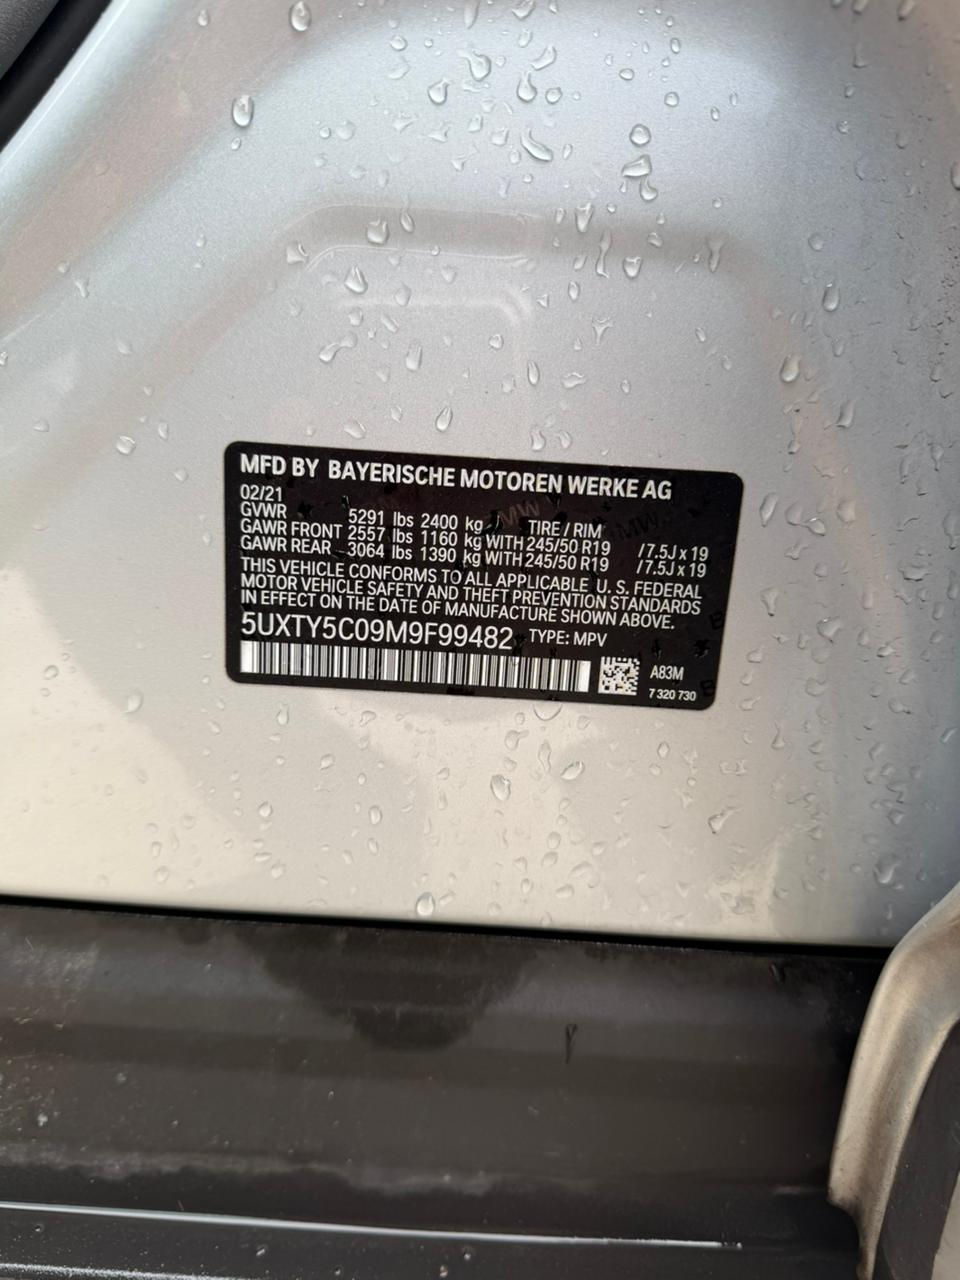 MFD BY BAYERISCHE MOTOREN WERKE AG
02/21
GVWR 5291 lbs 2400 kg TIRE / RIM
GAWR FRONT 2557 lbs 1160 kg WITH 245/50 R19 /7.5J x 19
GAWR REAR 3064 lbs 1390 kg WITH 245/50 R19 /7.5J x 19
THIS VEHICLE CONFORMS TO ALL APPLICABLE U.S. FEDERAL
MOTOR VEHICLE SAFETY AND THEFT PREVENTION STANDARDS
IN EFFECT ON THE DATE OF MANUFACTURE SHOWN ABOVE.
5UXTY5C09M9F99482 TYPE: MPV
A83M
7 320 730